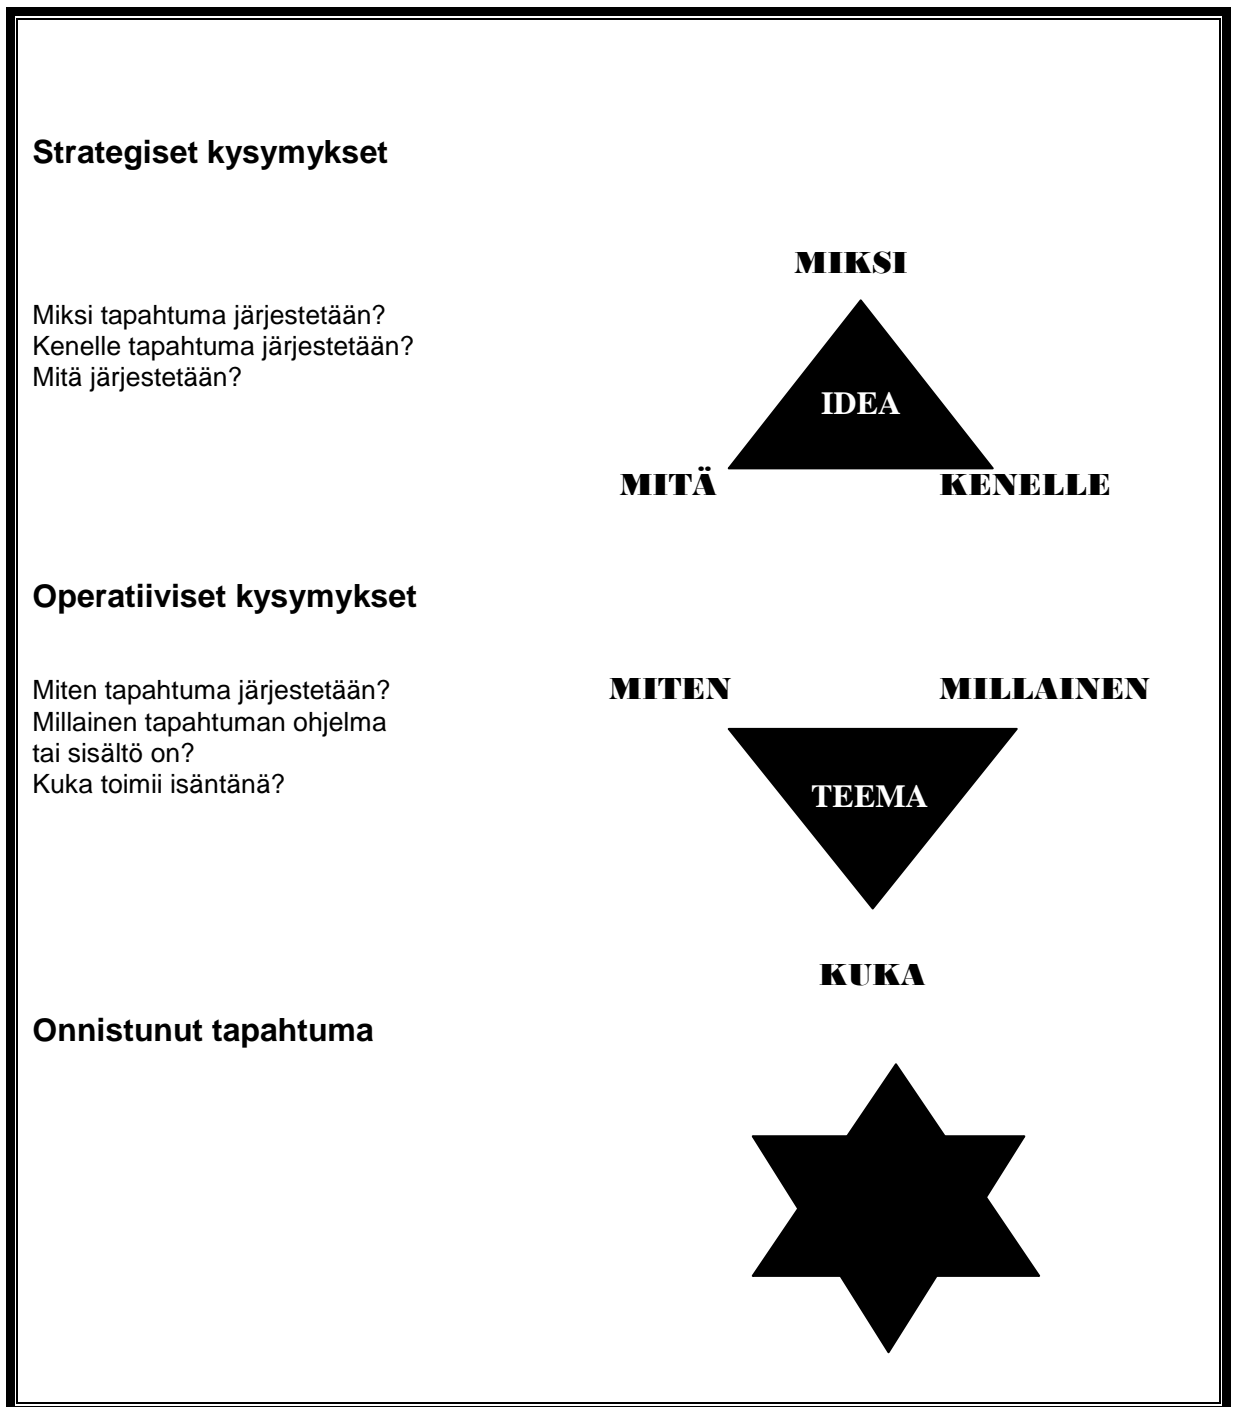 Strategiset kysymykset
MIKSI
Miksi tapahtuma järjestetään?
Kenelle tapahtuma järjestetään?
Mitä järjestetään?
IDEA
MITÄ
KENELLE
Operatiiviset kysymykset
Miten tapahtuma järjestetään?
Millainen tapahtuman ohjelma
tai sisältö on?
Kuka toimii isäntänä?
MITEN
MILLAINEN
TEEMA
KUKA
Onnistunut tapahtuma